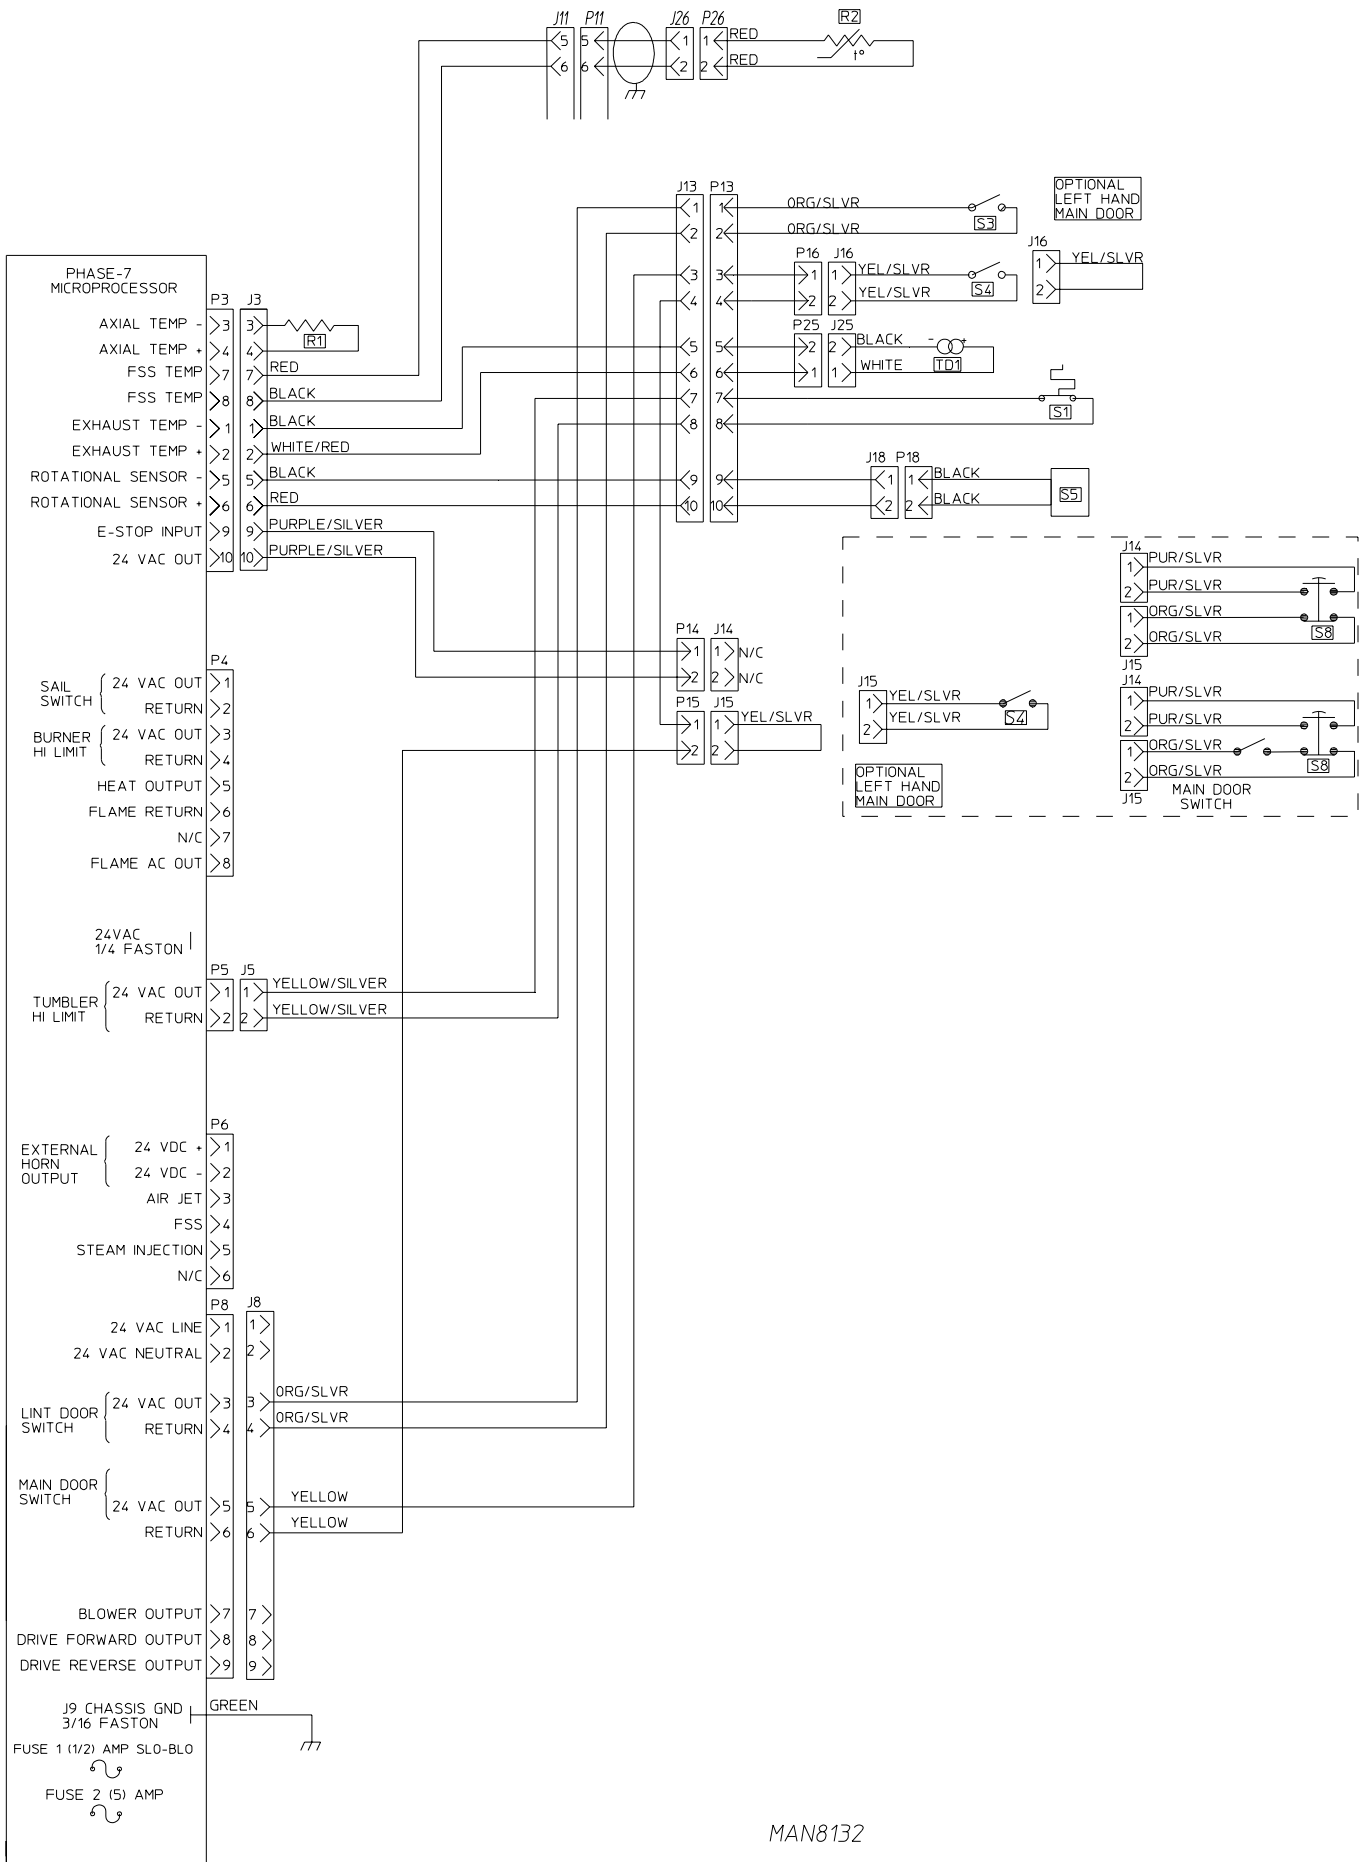 J11 P11 J26 P26 R2
5 5 1 1 RED
6 6 2 2 RED
t°
J13 P13
1 1 ORG/SLVR
2 2 ORG/SLVR
S3
OPTIONAL
LEFT HAND
MAIN DOOR
P16 J16
3 3 1 1 YEL/SLVR
4 4 2 2 YEL/SLVR
S4
J16
1 YEL/SLVR
2
P25 J25
5 5 2 2 BLACK - +
6 6 1 1 WHITE TD1
7 7
8 8
S1
J18 P18
9 9 1 1 BLACK
10 10 2 2 BLACK
S5
PHASE-7
MICROPROCESSOR
P3 J3
AXIAL TEMP - 3 3
R1
AXIAL TEMP + 4 4
FSS TEMP 7 7 RED
FSS TEMP 8 8 BLACK
EXHAUST TEMP - 1 1 BLACK
EXHAUST TEMP + 2 2 WHITE/RED
ROTATIONAL SENSOR - 5 5 BLACK
ROTATIONAL SENSOR + 6 6 RED
E-STOP INPUT 9 9 PURPLE/SILVER
24 VAC OUT 10 10 PURPLE/SILVER
P14 J14
1 1 N/C
2 2 N/C
P15 J15
1 1 YEL/SLVR
2 2
J15
1 YEL/SLVR
2 YEL/SLVR
S4
OPTIONAL
LEFT HAND
MAIN DOOR
J14
1 PUR/SLVR
2 PUR/SLVR
1 ORG/SLVR
2 ORG/SLVR
S8
J15
J14
1 PUR/SLVR
2 PUR/SLVR
1 ORG/SLVR
2 ORG/SLVR
S8
J15
MAIN DOOR
SWITCH
P4
SAIL
SWITCH
24 VAC OUT 1
RETURN 2
BURNER
HI LIMIT
24 VAC OUT 3
RETURN 4
HEAT OUTPUT 5
FLAME RETURN 6
N/C 7
FLAME AC OUT 8
24VAC
1/4 FASTON
P5 J5
TUMBLER
HI LIMIT
24 VAC OUT 1 1 YELLOW/SILVER
RETURN 2 2 YELLOW/SILVER
P6
EXTERNAL
HORN
OUTPUT
24 VDC + 1
24 VDC - 2
AIR JET 3
FSS 4
STEAM INJECTION 5
N/C 6
P8 J8
24 VAC LINE 1 1
24 VAC NEUTRAL 2 2
LINT DOOR
SWITCH
24 VAC OUT 3 3 ORG/SLVR
RETURN 4 4 ORG/SLVR
MAIN DOOR
SWITCH
24 VAC OUT 5 5 YELLOW
RETURN 6 6 YELLOW
BLOWER OUTPUT 7 7
DRIVE FORWARD OUTPUT 8 8
DRIVE REVERSE OUTPUT 9 9
J9 CHASSIS GND GREEN
3/16 FASTON
FUSE 1 (1/2) AMP SLO-BLO
FUSE 2 (5) AMP
MAN8132